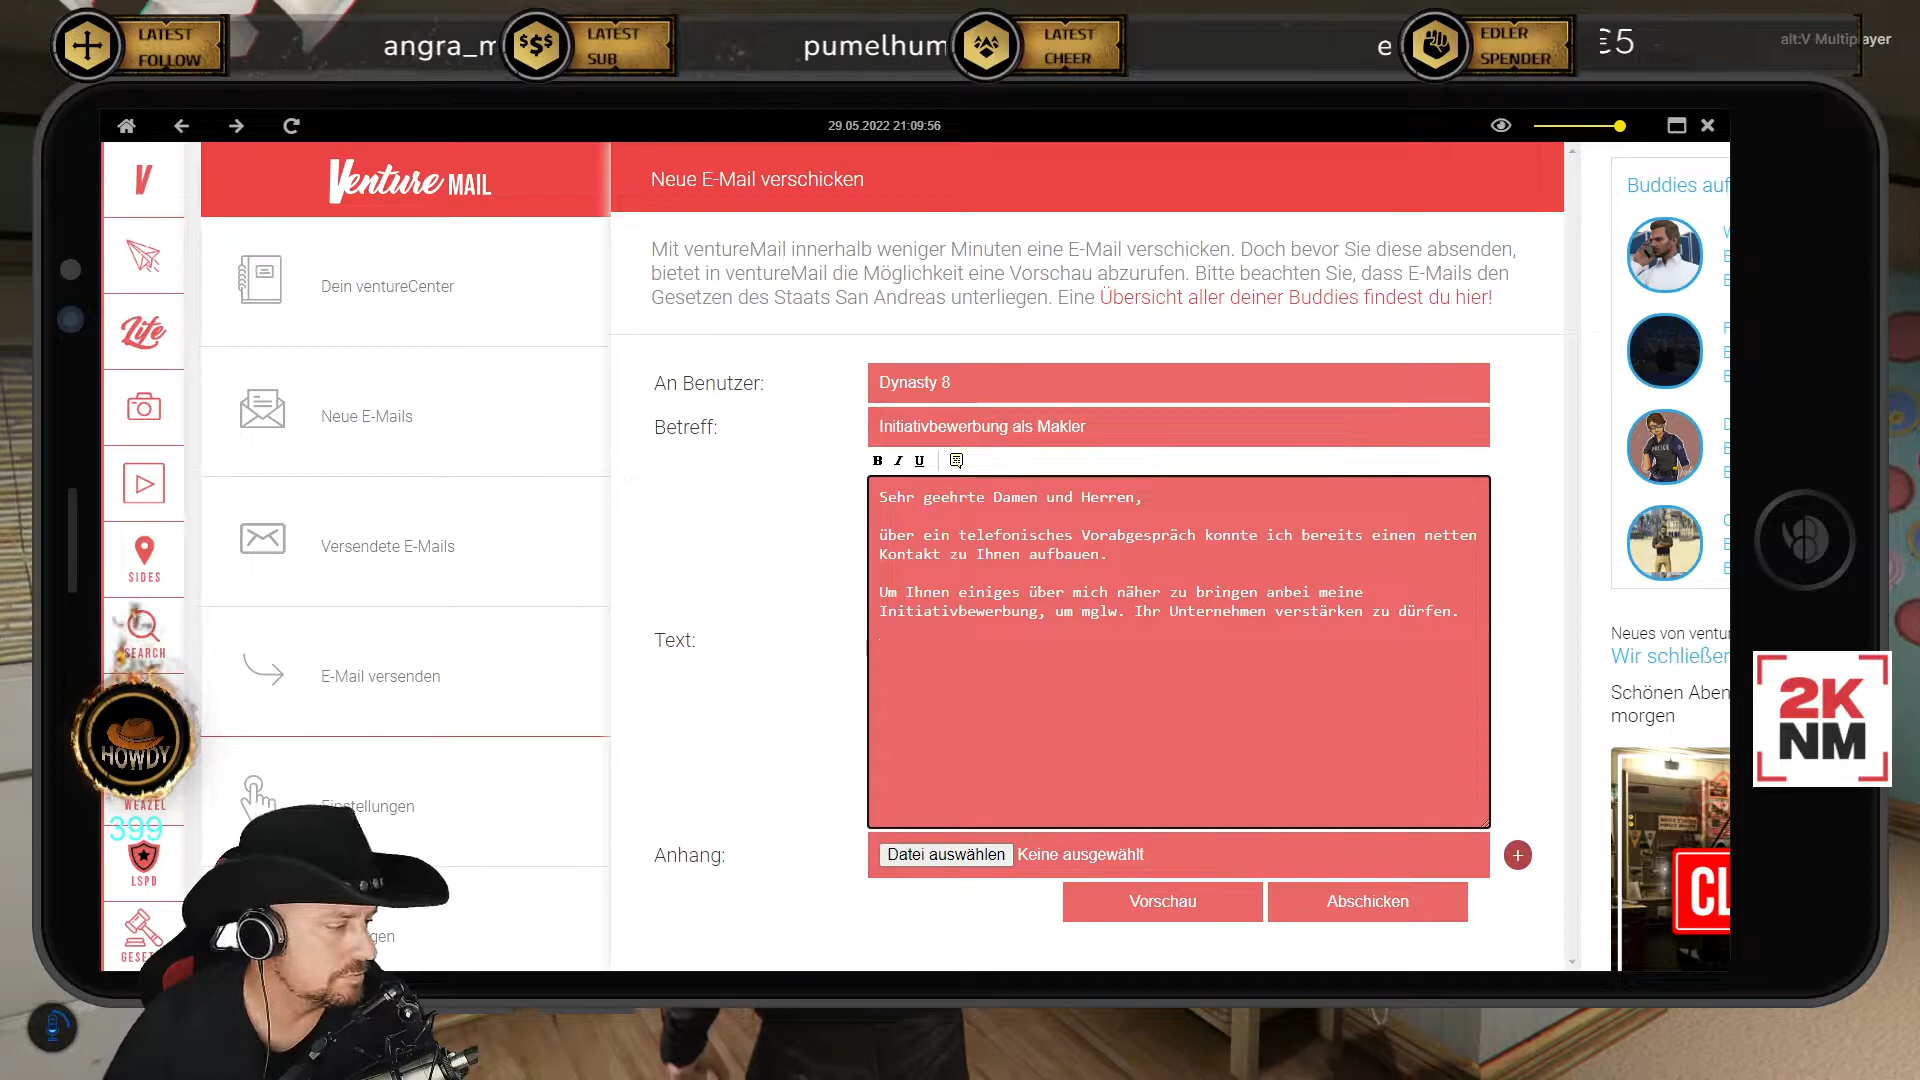 LATEST
FOLLOW
angra_m
$$$
LATEST
SUB
pumelhum
LATEST
CHEER
e
EDLER
SPENDER
alt:V Multiplayer
29.05.2022 21:09:56
V
Venture MAIL
Neue E-Mail verschicken
Buddies auf
Mit ventureMail innerhalb weniger Minuten eine E-Mail verschicken. Doch bevor Sie diese absenden,
bietet in ventureMail die Möglichkeit eine Vorschau abzurufen. Bitte beachten Sie, dass E-Mails den
Gesetzen des Staats San Andreas unterliegen. Eine Übersicht aller deiner Buddies findest du hier!
Dein ventureCenter
Life
An Benutzer:
Dynasty 8
Neue E-Mails
Betreff:
Initiativbewerbung als Makler
B I U
Sehr geehrte Damen und Herren,
über ein telefonisches Vorabgespräch konnte ich bereits einen netten
Kontakt zu Ihnen aufbauen.
Versendete E-Mails
SIDES
Um Ihnen einiges über mich näher zu bringen anbei meine
Initiativbewerbung, um mglw. Ihr Unternehmen verstärken zu dürfen.
Text:
SEARCH
E-Mail versenden
Neues von ventu
Wir schließen
Schönen Aben
morgen
2K
NM
HOWDY
WEAZEL
Einstellungen
399
LSPD
Anhang:
Datei auswählen Keine ausgewählt
+
Vorschau
Abschicken
CL
gen
GESE